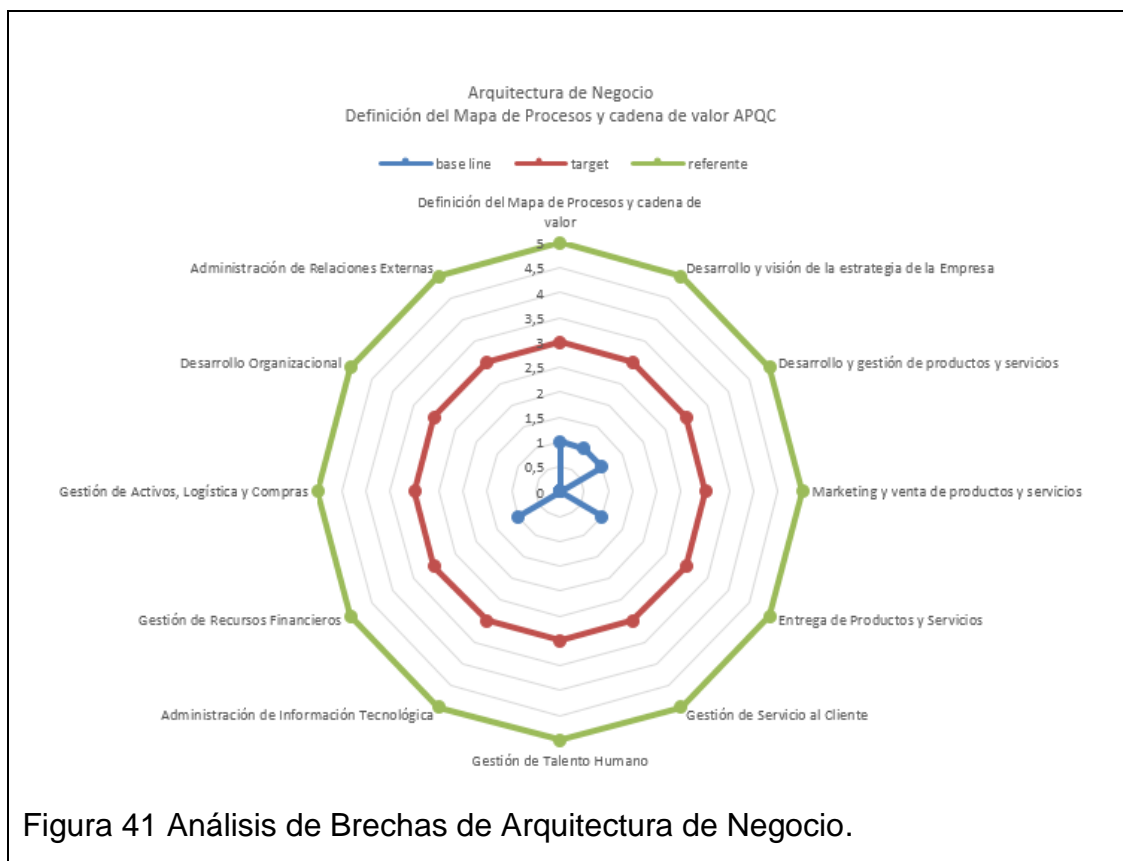 Arquitectura de Negocio
Definición del Mapa de Procesos y cadena de valor APQC
base line target referente
Definición del Mapa de Procesos y cadena de
valor
Desarrollo y visión de la estrategia de la Empresa
Desarrollo y gestión de productos y servicios
Marketing y venta de productos y servicios
Entrega de Productos y Servicios
Gestión de Servicio al Cliente
Gestión de Talento Humano
Administración de Información Tecnológica
Gestión de Recursos Financieros
Gestión de Activos, Logística y Compras
Desarrollo Organizacional
Administración de Relaciones Externas
5
4,5
4
3,5
3
2,5
2
1,5
1
0,5
0
Figura 41 Análisis de Brechas de Arquitectura de Negocio.